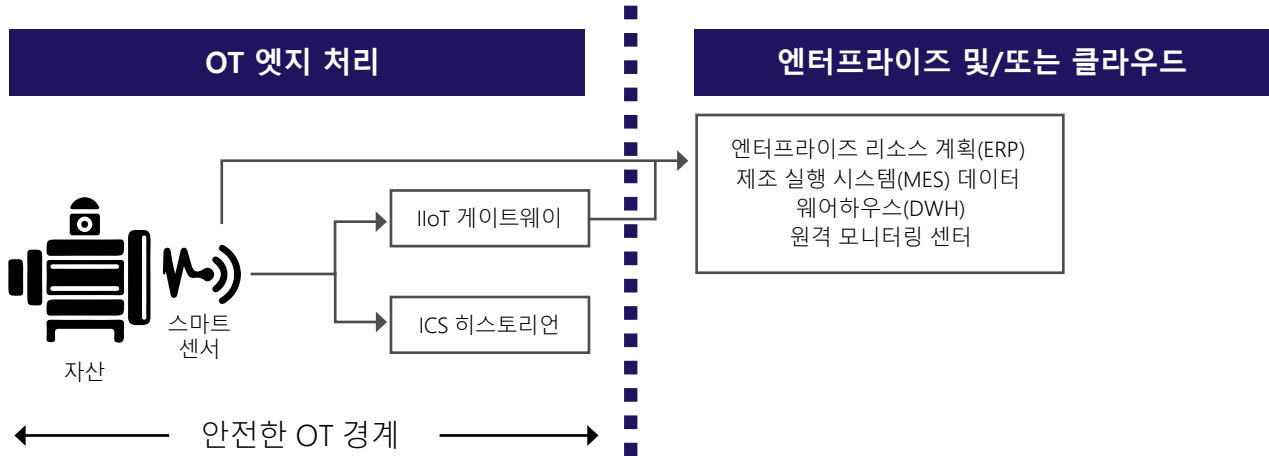 OT 엣지 처리
엔터프라이즈 및/또는 클라우드
엔터프라이즈 리소스 계획(ERP)
제조 실행 시스템(MES) 데이터
웨어하우스(DWH)
원격 모니터링 센터
IIoT 게이트웨이
ICS 히스토리언
스마트
센서
자산
안전한 OT 경계